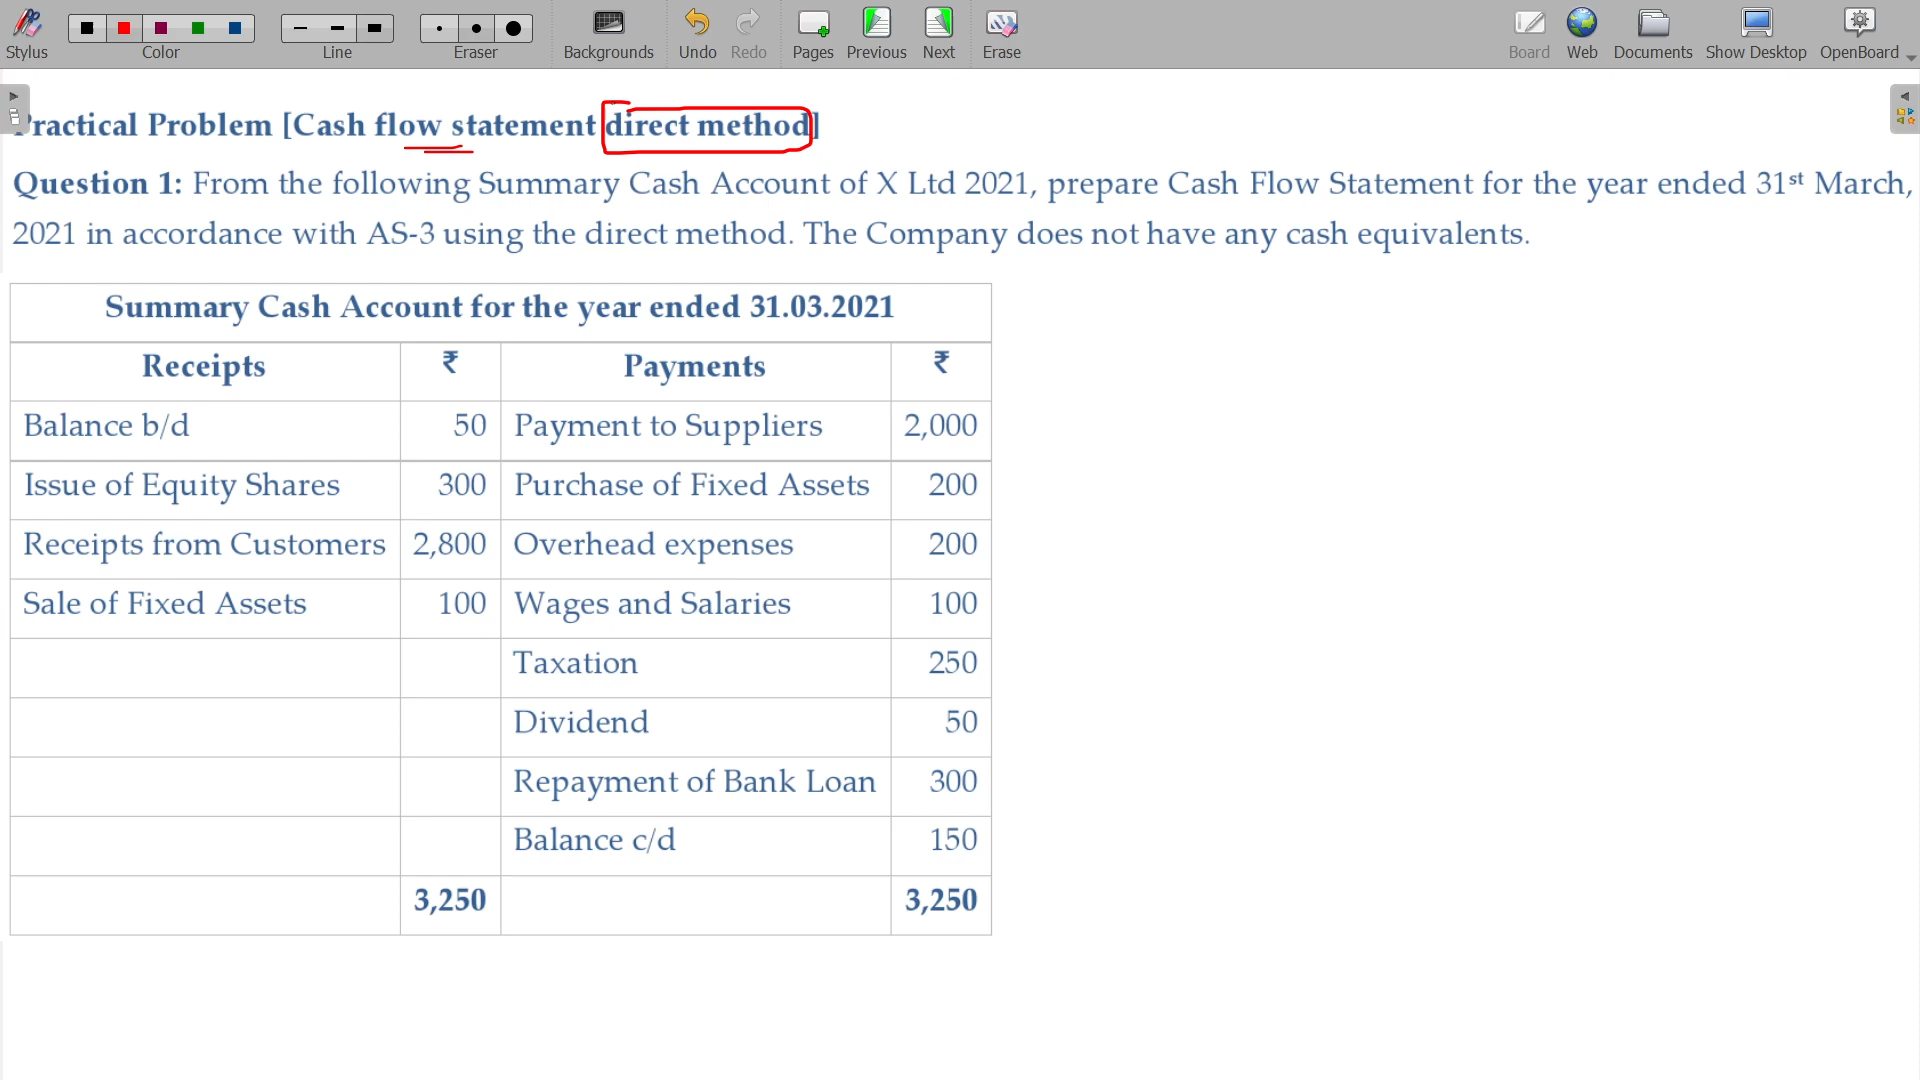 Stylus Color Line Eraser Backgrounds Undo Redo Pages Previous Next Erase Board Web Documents Show Desktop OpenBoard
Practical Problem [Cash flow statement direct method]
Question 1: From the following Summary Cash Account of X Ltd 2021, prepare Cash Flow Statement for the year ended 31st March,
2021 in accordance with AS-3 using the direct method. The Company does not have any cash equivalents.
Summary Cash Account for the year ended 31.03.2021
Receipts ₹ Payments ₹
Balance b/d 50 Payment to Suppliers 2,000
Issue of Equity Shares 300 Purchase of Fixed Assets 200
Receipts from Customers 2,800 Overhead expenses 200
Sale of Fixed Assets 100 Wages and Salaries 100
Taxation 250
Dividend 50
Repayment of Bank Loan 300
Balance c/d 150
3,250 3,250